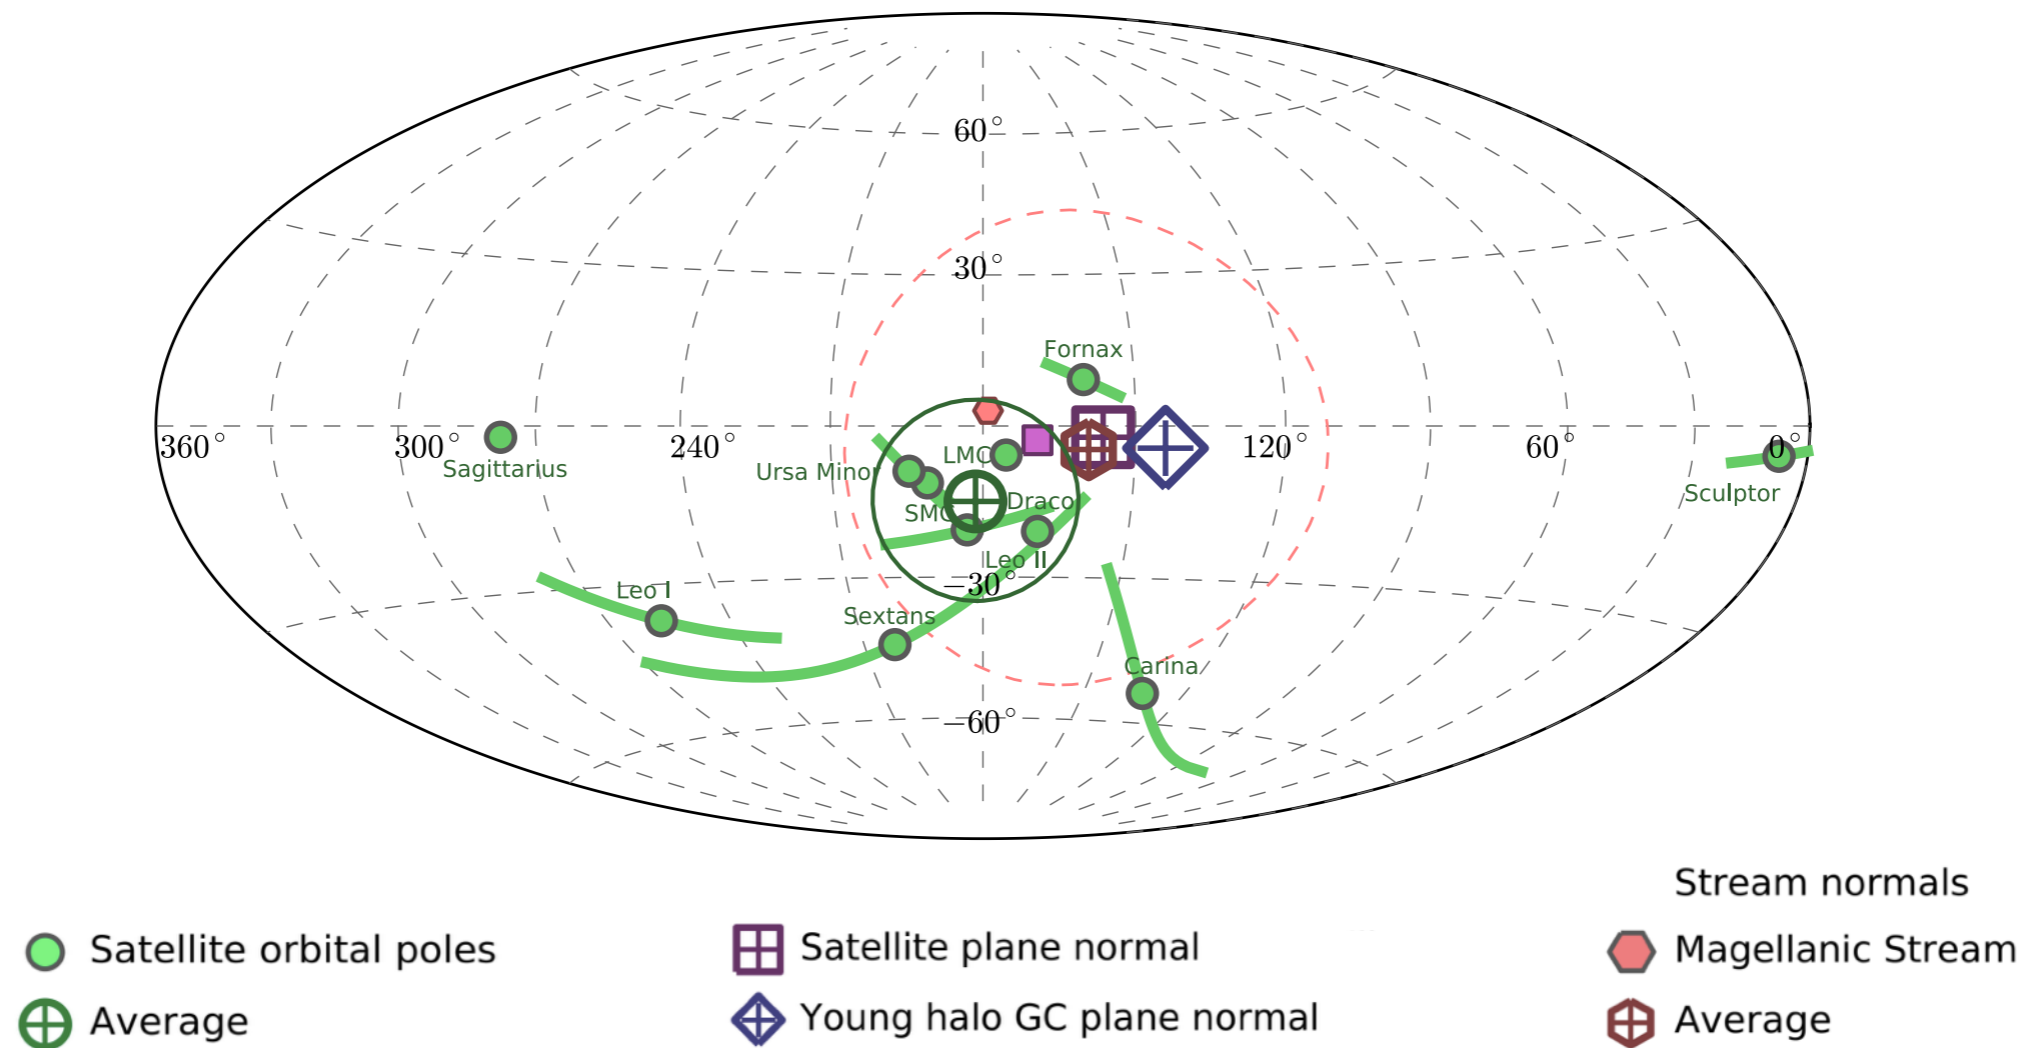 60°
30°
Fornax
360°
300°
240°
120°
60°
0°
Sagittarius
Ursa Minor
LMC
Sculptor
SMC
Draco
Leo II
−30°
Leo I
Sextans
Carina
−60°
Stream normals
Satellite orbital poles
Satellite plane normal
Magellanic Stream
Average
Young halo GC plane normal
Average